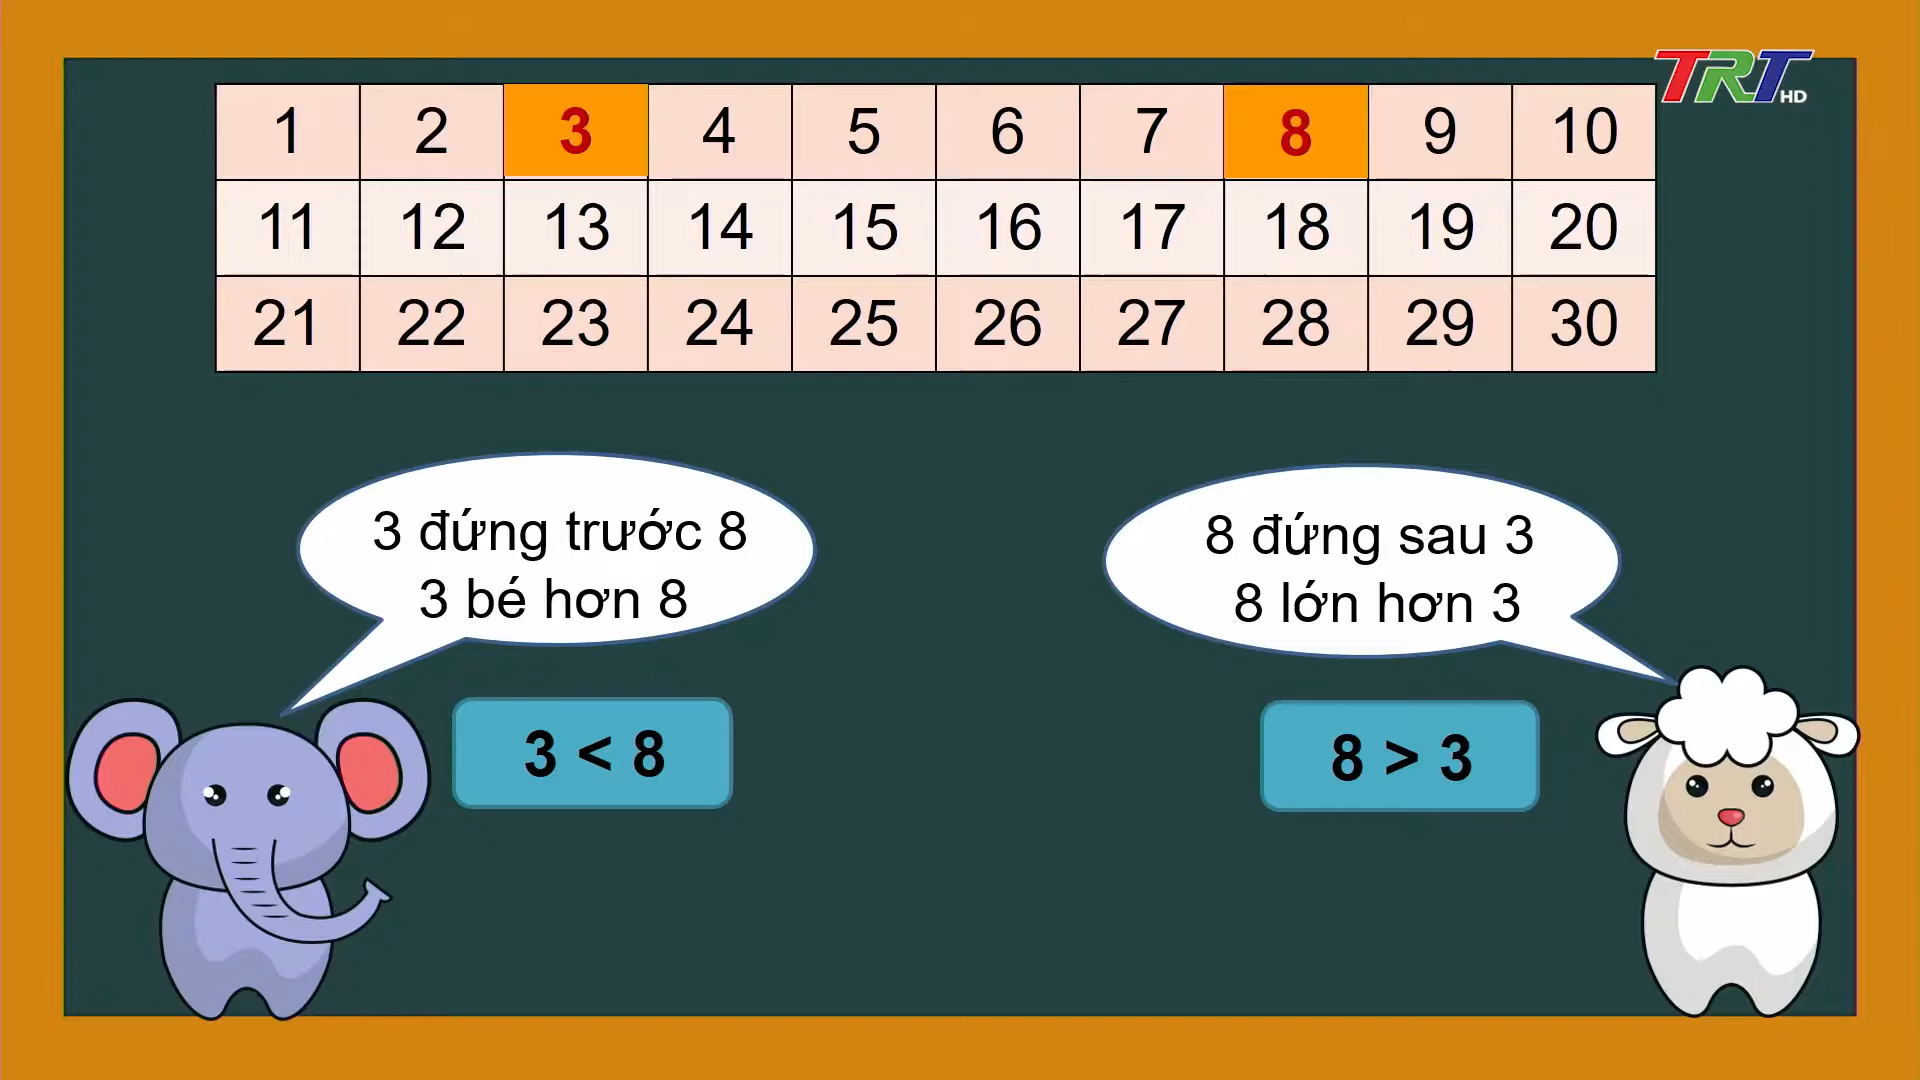 TRT HD
1 2 3 4 5 6 7 8 9 10
11 12 13 14 15 16 17 18 19 20
21 22 23 24 25 26 27 28 29 30
3 đứng trước 8
3 bé hơn 8
8 đứng sau 3
8 lớn hơn 3
3 < 8
8 > 3